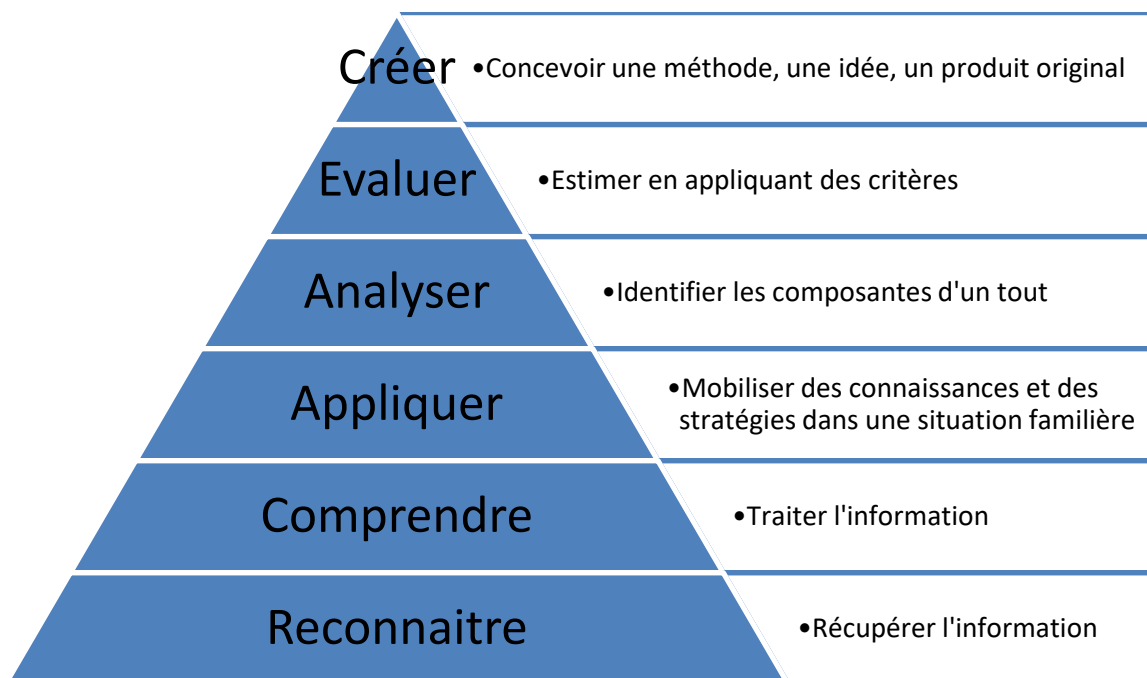 Créer
•Concevoir une méthode, une idée, un produit original
Evaluer
•Estimer en appliquant des critères
Analyser
•Identifier les composantes d'un tout
Appliquer
•Mobiliser des connaissances et des
stratégies dans une situation familière
Comprendre
•Traiter l'information
Reconnaitre
•Récupérer l'information